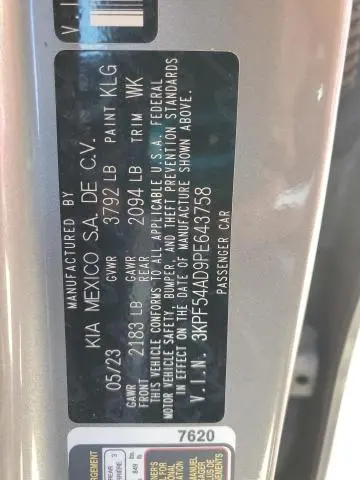 V.I.N
MANUFACTURED BY
KIA MEXICO S.A. DE C.V.
05/23 GVWR 3792 LB PAINT KLG
GAWR FRONT 2183 LB GAWR REAR 2094 LB TRIM WK
THIS VEHICLE CONFORMS TO ALL APPLICABLE U.S.A. FEDERAL
MOTOR VEHICLE SAFETY, BUMPER, AND THEFT PREVENTION STANDARDS
IN EFFECT ON THE DATE OF MANUFACTURE SHOWN ABOVE.
V.I.N. 3KPF54AD9PE643758
PASSENGER CAR
7620